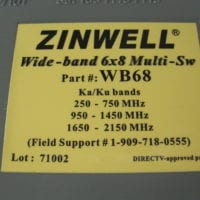 ZINWELL®
Wide-band 6x8 Multi-Sw
Part #: WB68
Ka/Ku bands
250 - 750 MHz
950 - 1450 MHz
1650 - 2150 MHz
(Field Support # 1-909-718-0555)
Lot : 71002
DIRECTV-approved p